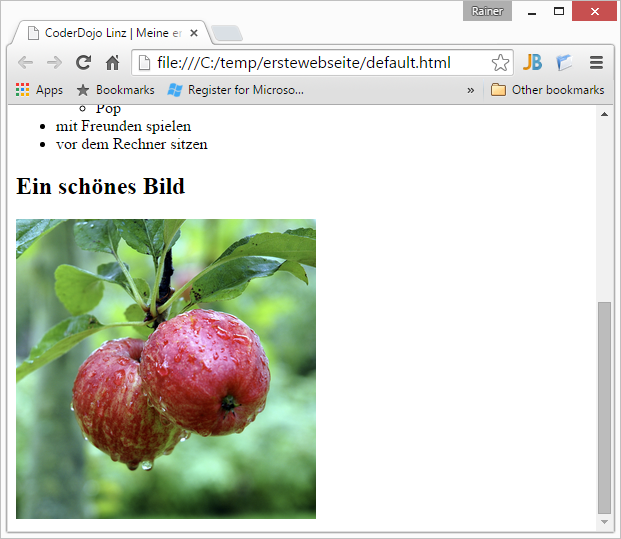 Rainer
CoderDojo Linz | Meine er
file:///C:/temp/erstewebseite/default.html
JB
Apps Bookmarks Register for Microso... » Other bookmarks
Pop
mit Freunden spielen
vor dem Rechner sitzen
Ein schönes Bild